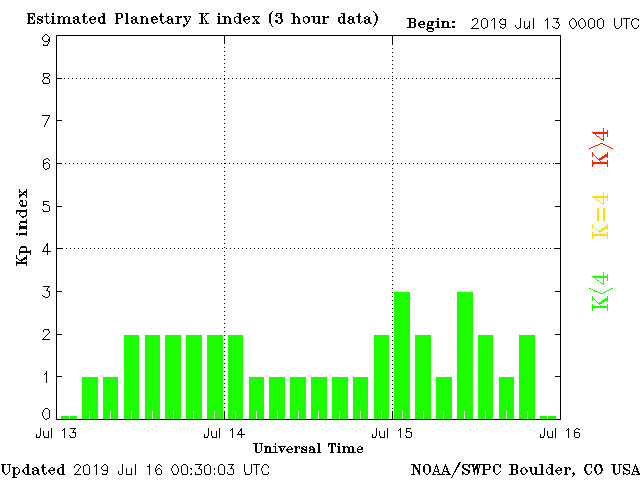 Estimated Planetary K index (3 hour data)
Begin: 2019 Jul 13 0000 UTC
9
8
7
6
5
4
3
2
1
0
Kp index
K>4
K=4
K<4
Jul 13
Jul 14
Jul 15
Jul 16
Universal Time
Updated 2019 Jul 16 00:30:03 UTC
NOAA/SWPC Boulder, CO USA